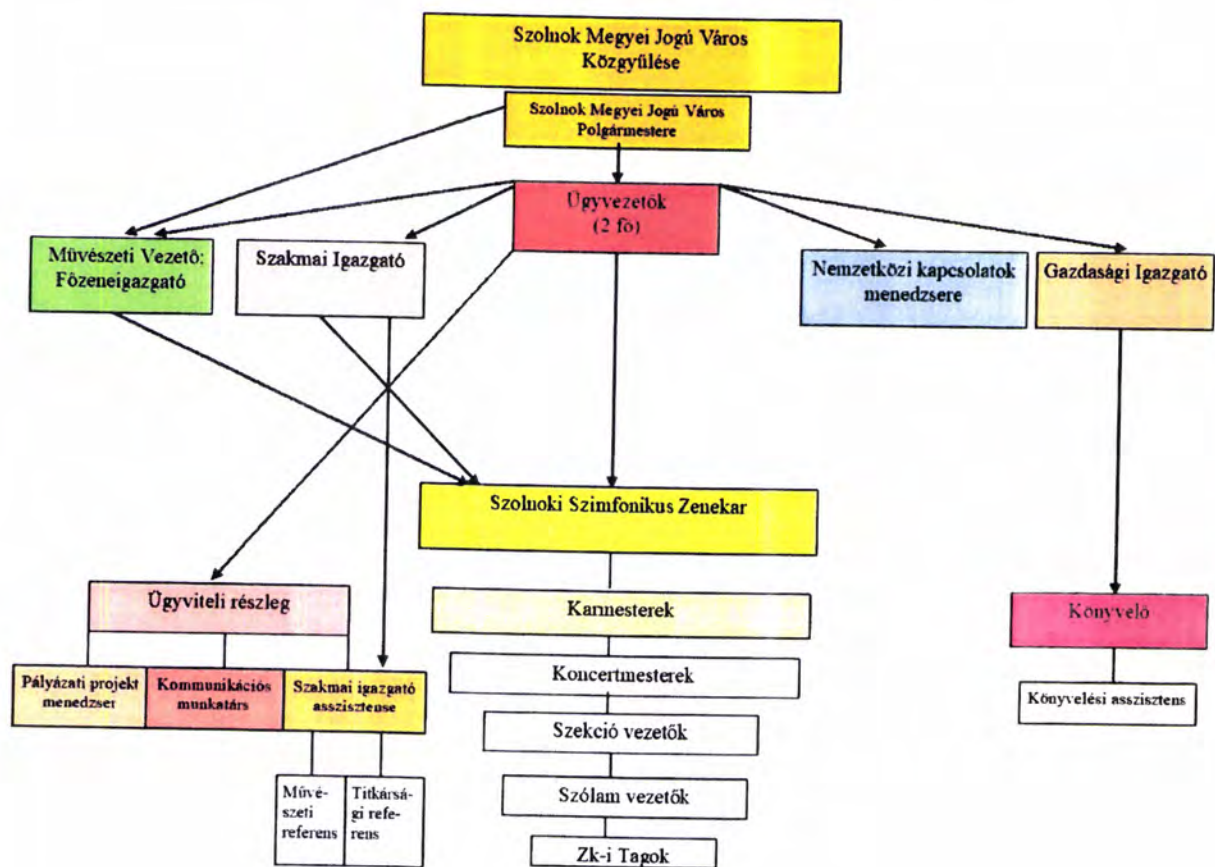 Szolnok Megyei Jogú Város
Közgyűlése
Szolnok Megyei Jogú Város
Polgármestere
Ügyvezetők
(2 fő)
Művészeti Vezető;
Főzeneigazgató
Szakmai Igazgató
Nemzetközi kapcsolatok
menedzsere
Gazdasági Igazgató
Szolnoki Szimfonikus Zenekar
Ügyviteli részleg
Karmesterek
Könyvelő
Pályázati projekt
menedzser
Kommunikációs
munkatárs
Szakmai igazgató
asszisztense
Koncertmesterek
Könyvelési asszisztens
Szekció vezetők
Művé-
szeti
referens
Titkársá-
gi refe-
rens
Szólam vezetők
Zk-i Tagok